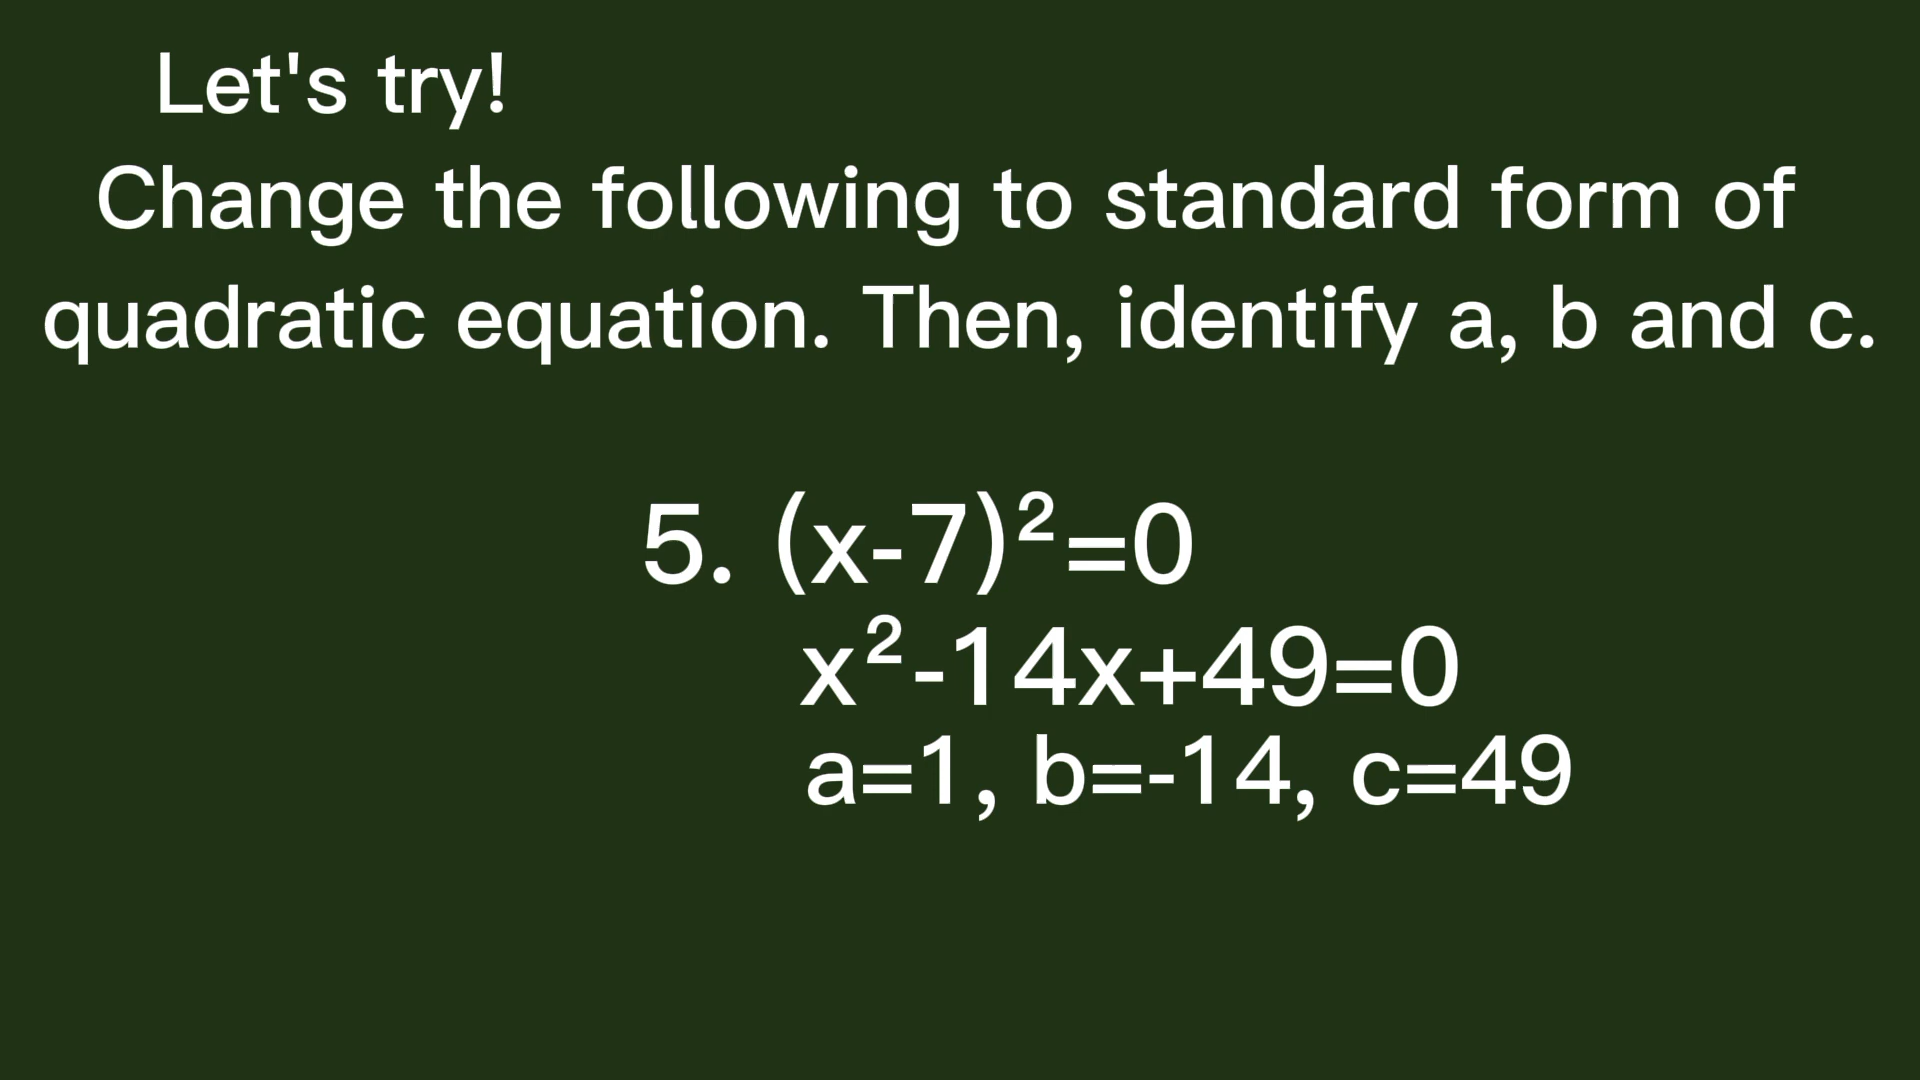 Let's try!
Change the following to standard form of
quadratic equation. Then, identify a, b and c.
5. (x-7)²=0
x²-14x+49=0
a=1, b=-14, c=49